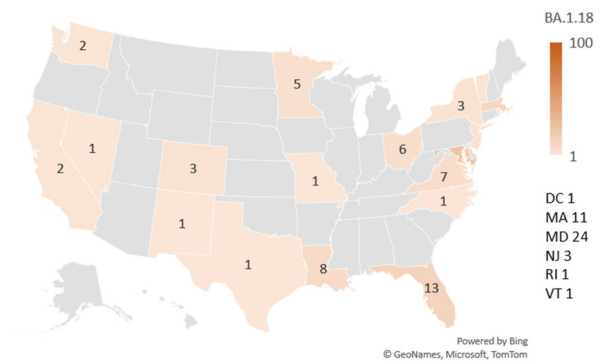 BA.1.18
100
1
2
5
3
2
1
3
6
1
7
1
1
1
8
13
DC 1
MA 11
MD 24
NJ 3
RI 1
VT 1
Powered by Bing
© GeoNames, Microsoft, TomTom